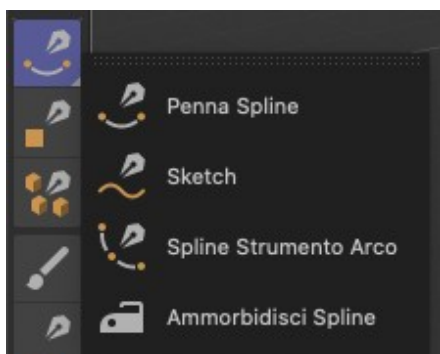 Penna Spline
Sketch
Spline Strumento Arco
Ammorbidisci Spline